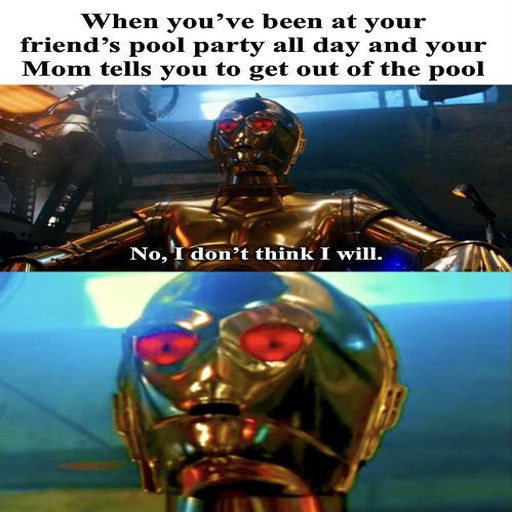 When you’ve been at your
friend’s pool party all day and your
Mom tells you to get out of the pool
No, I don’t think I will.